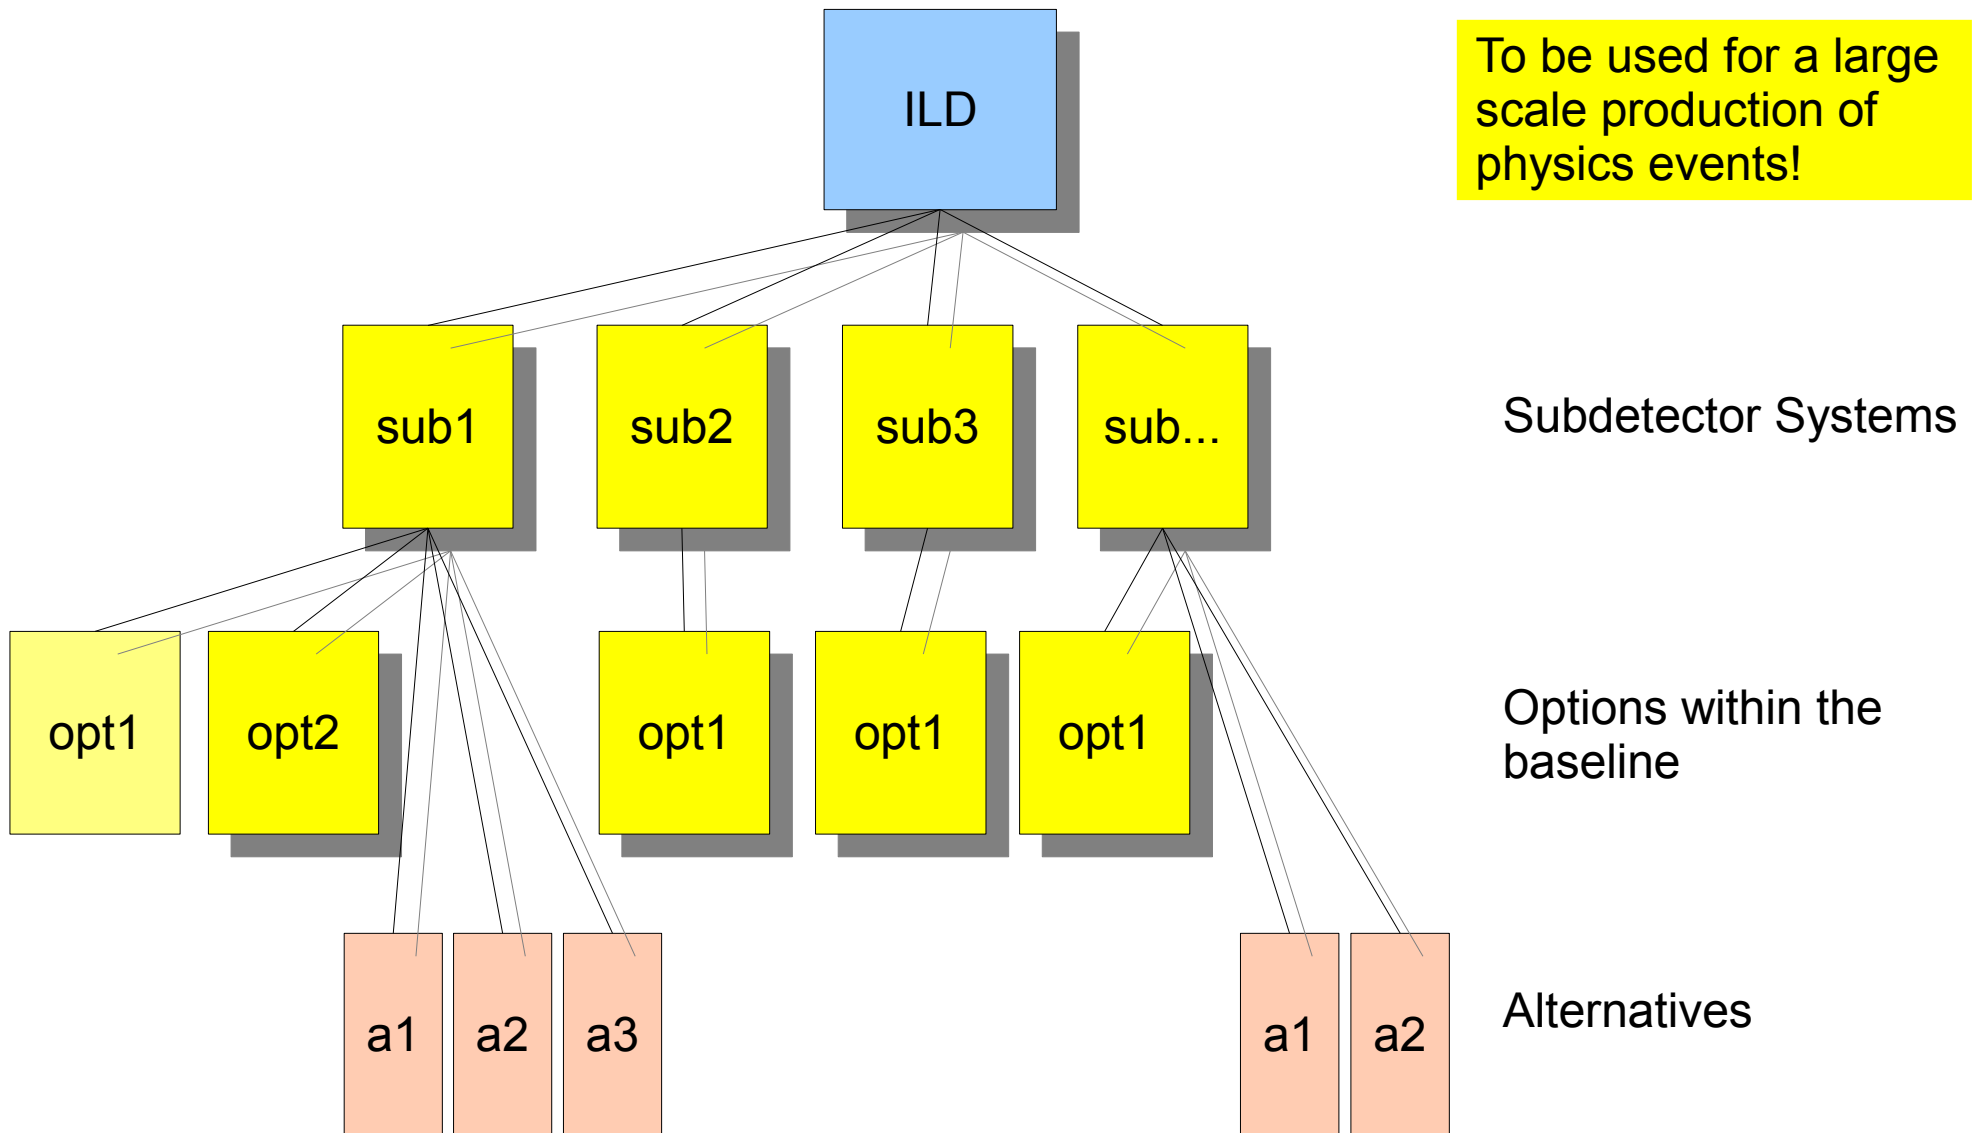 ILD
To be used for a large
scale production of
physics events!
sub1
sub2
sub3
sub...
Subdetector Systems
opt1
opt2
opt1
opt1
opt1
Options within the
baseline
a1
a2
a3
a1
a2
Alternatives